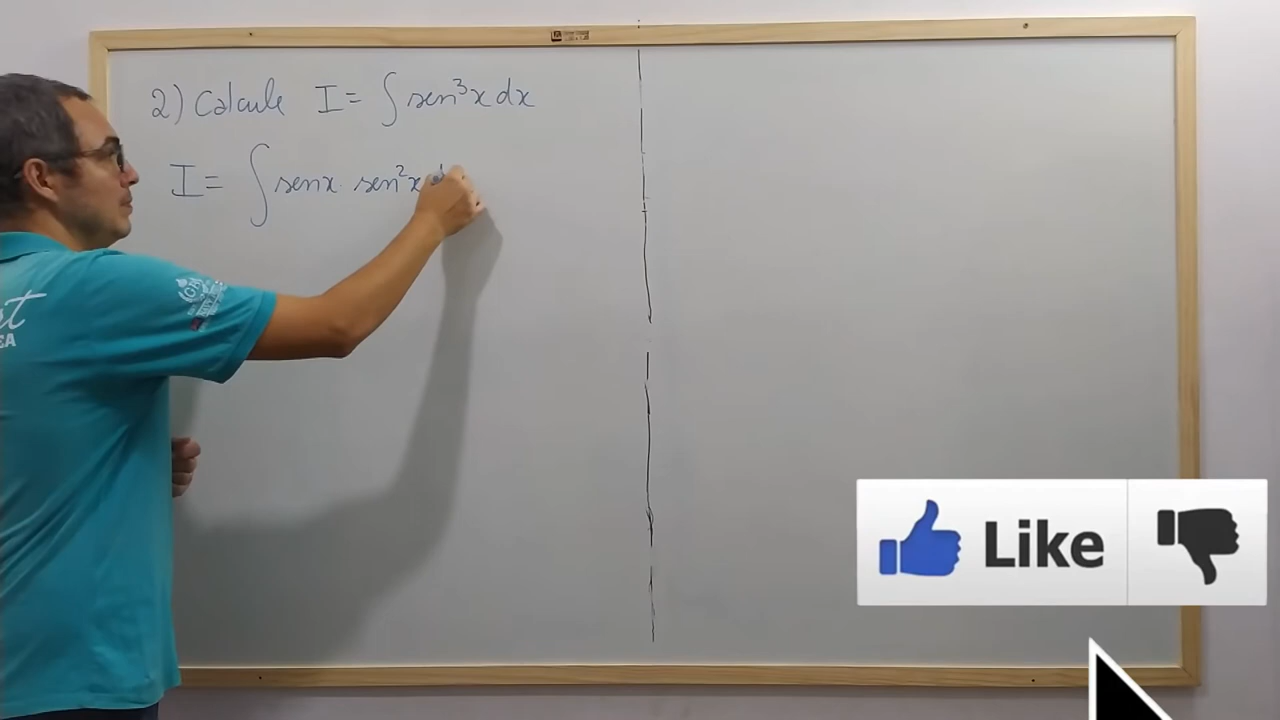 2) Calcule I = ∫ sen³x dx
I = ∫ senx · sen²x d
Like